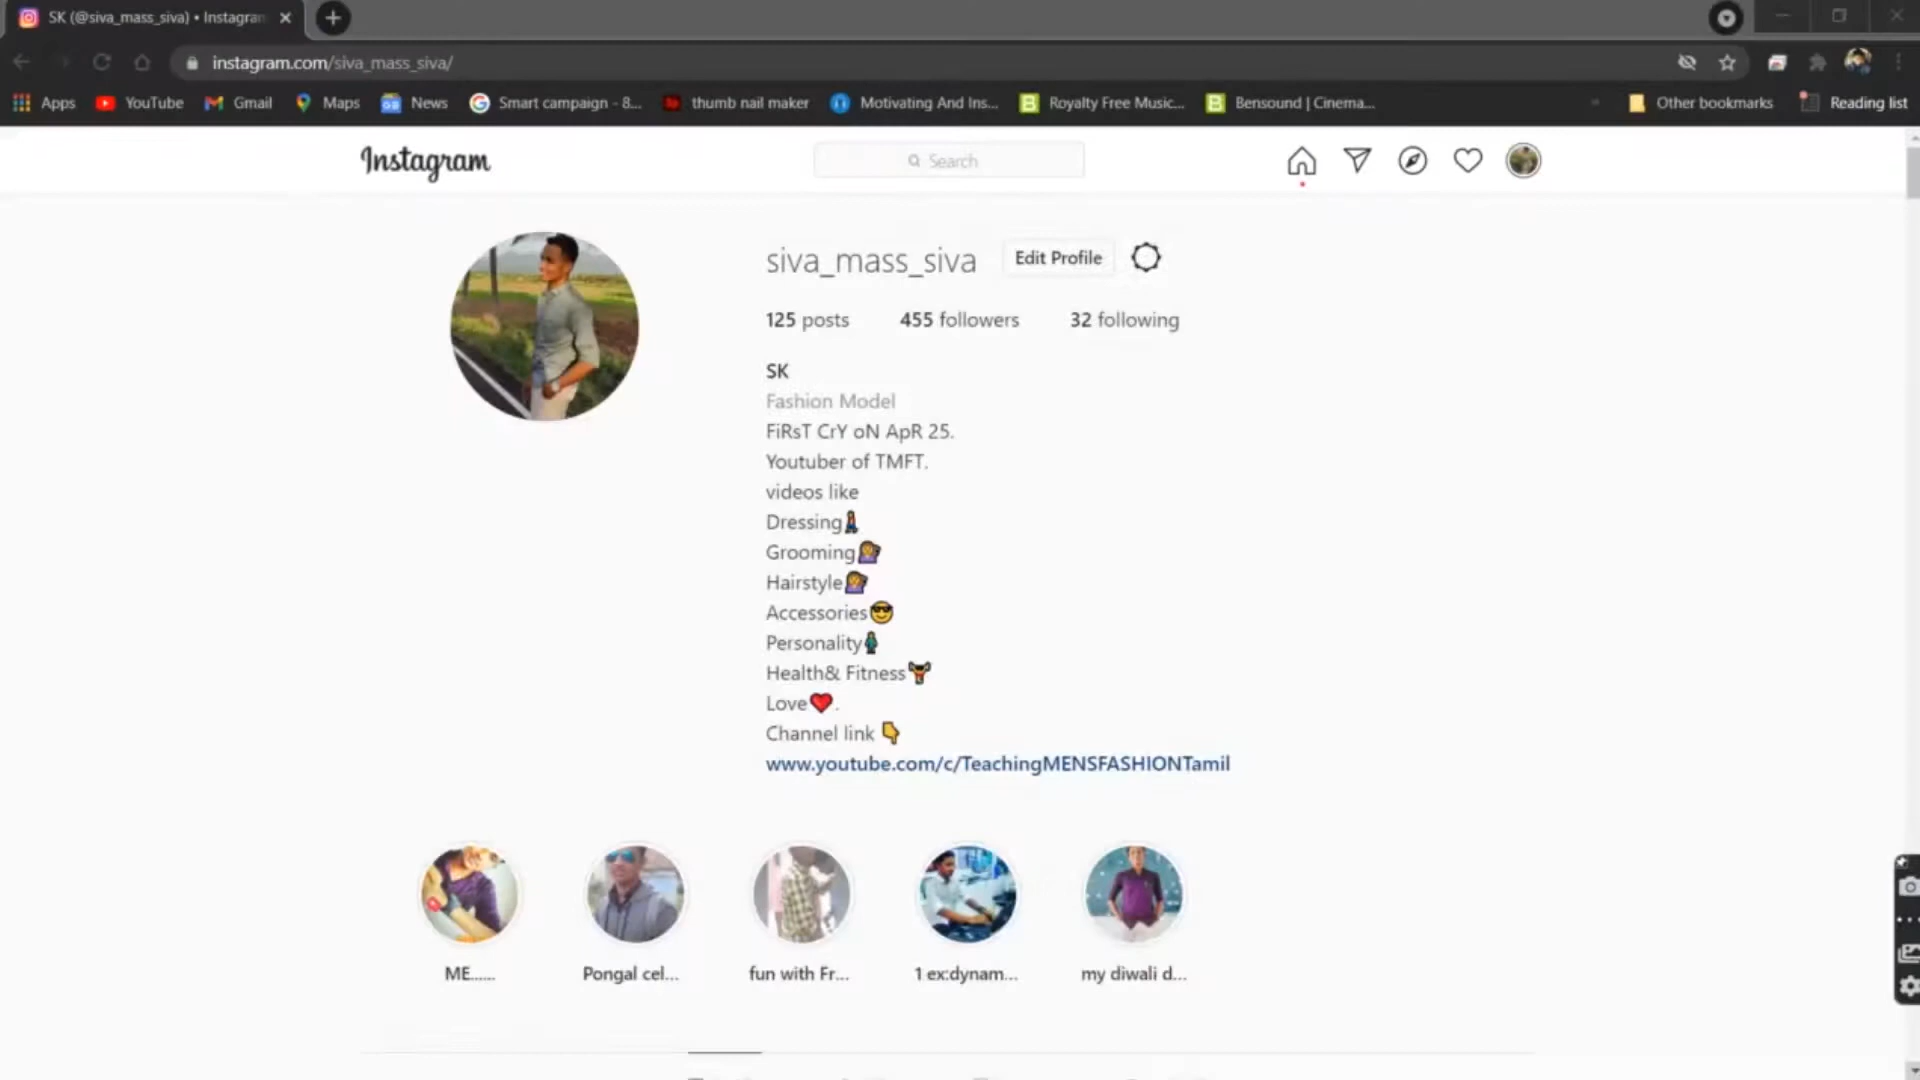 SK (@siva_mass_siva) • Instagram
instagram.com/siva_mass_siva/
Apps YouTube Gmail Maps News Smart campaign - 8... thumb nail maker Motivating And Ins... Royalty Free Music... Bensound | Cinema... » Other bookmarks Reading list
Instagram
Search
siva_mass_siva Edit Profile
125 posts 455 followers 32 following
SK
Fashion Model
FiRsT CrY oN ApR 25.
Youtuber of TMFT.
videos like
Dressing
Grooming
Hairstyle
Accessories😎
Personality
Health& Fitness
Love❤.
Channel link 👇
www.youtube.com/c/TeachingMENSFASHIONTamil
ME...... Pongal cel... fun with Fr... 1 ex:dynam... my diwali d...